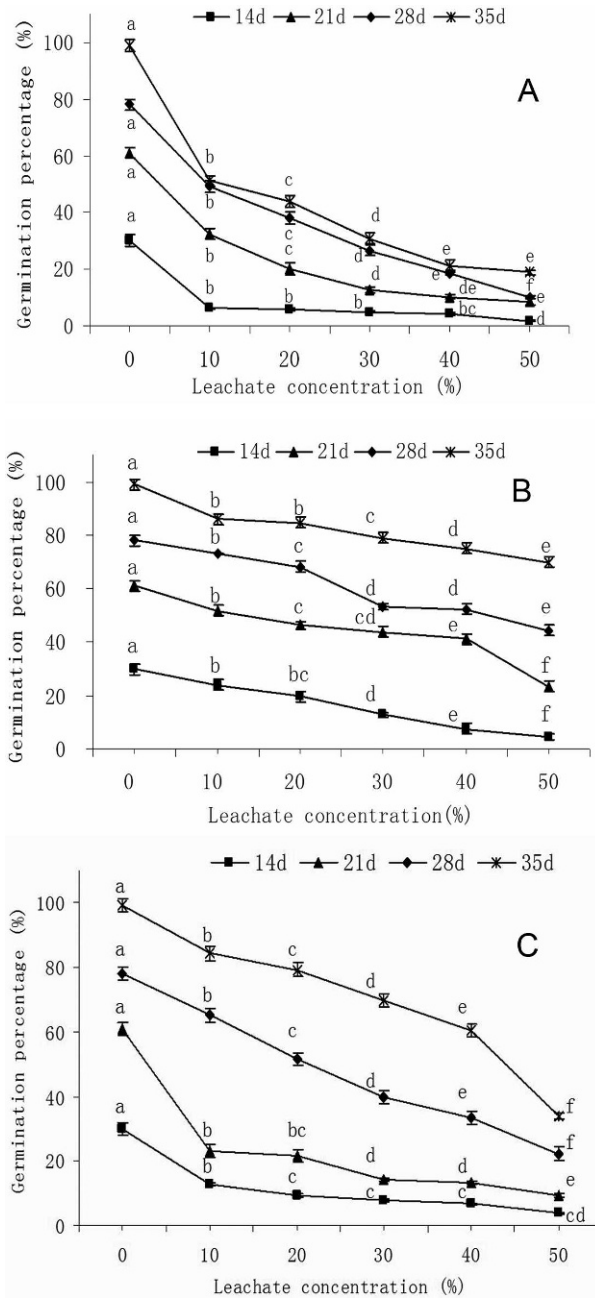 14d 21d 28d 35d
A
Germination percentage (%)
100
80
60
40
20
0
a
b
c
d
e
e
a
b
c
d
e
f
a
b
c
d
de
e
a
b
b
b
bc
d
0 10 20 30 40 50
Leachate concentration (%)
14d 21d 28d 35d
B
Germination percentage (%)
100
80
60
40
20
0
a
b
b
c
d
e
a
b
c
d
d
e
a
b
c
cd
e
f
a
b
bc
d
e
f
0 10 20 30 40 50
Leachate concentration(%)
14d 21d 28d 35d
C
Germination percentage (%)
100
80
60
40
20
0
a
b
c
d
e
f
a
b
c
d
e
f
a
b
bc
d
d
e
a
b
c
c
c
cd
0 10 20 30 40 50
Leachate concentration (%)